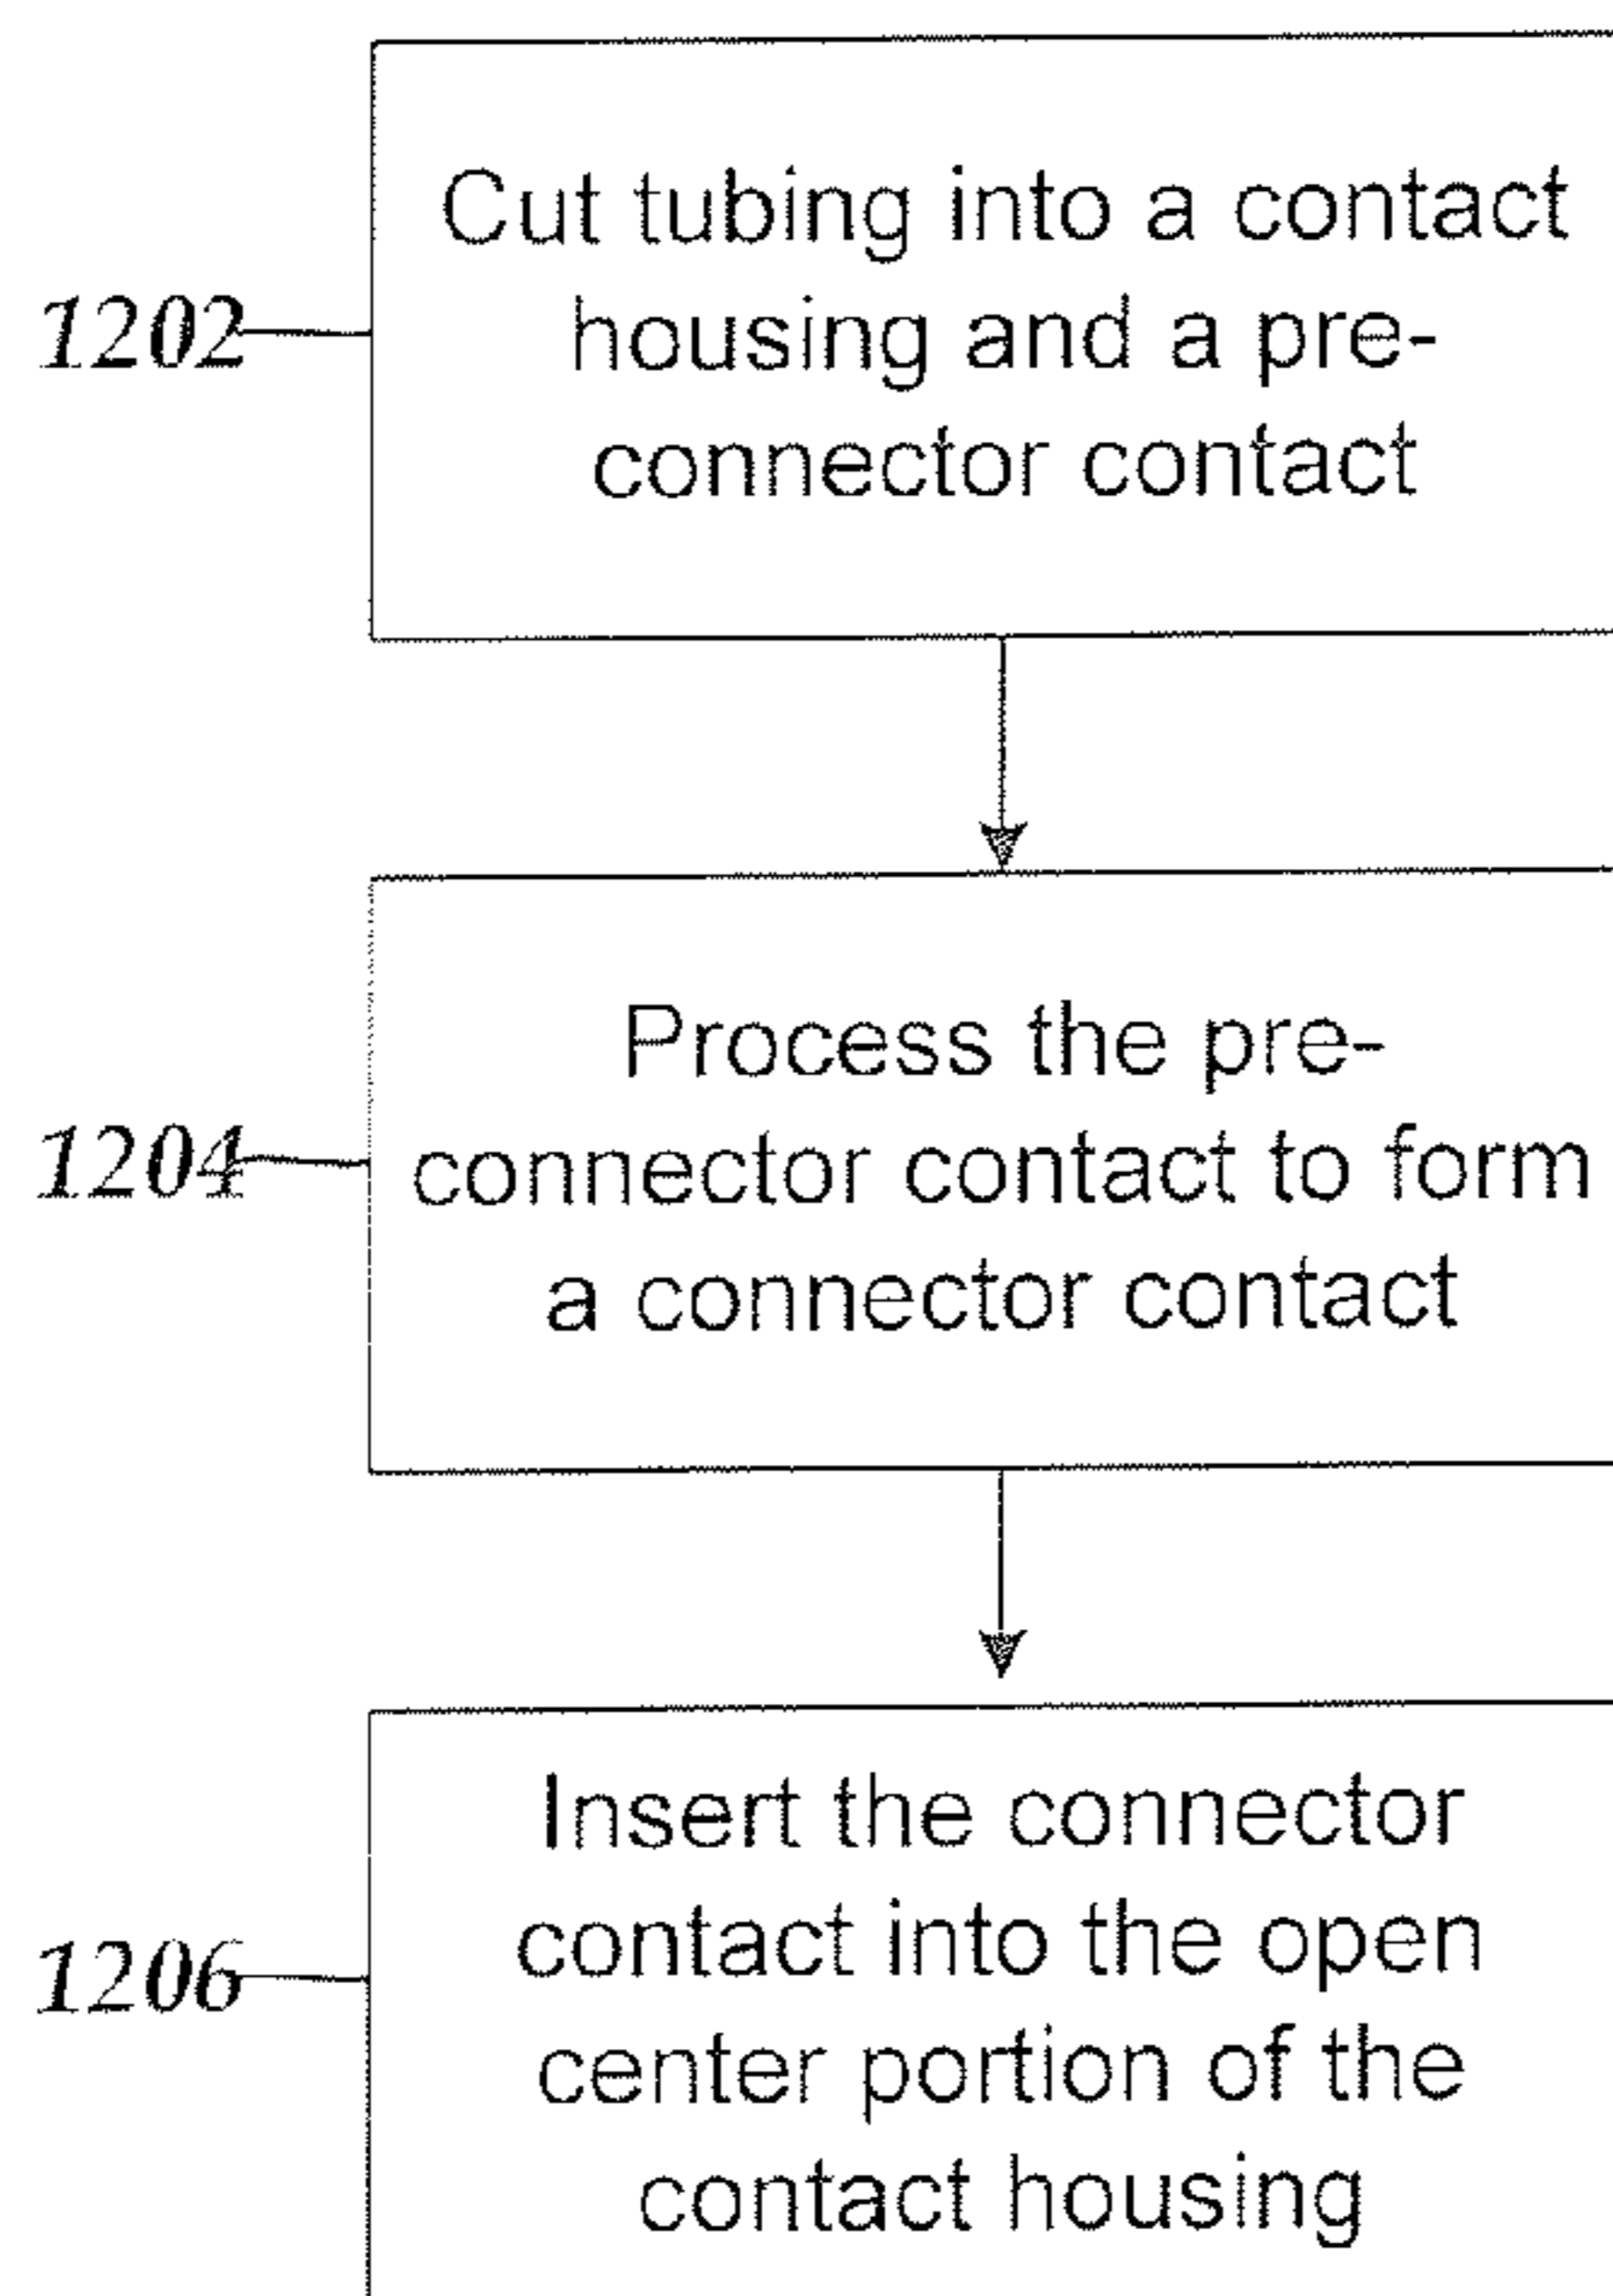 Cut tubing into a contact
1202
housing and a pre-
connector contact
Process the pre-
1204
connector contact to form
a connector contact
Insert the connector
contact into the open
1206
center portion of the
contact housing